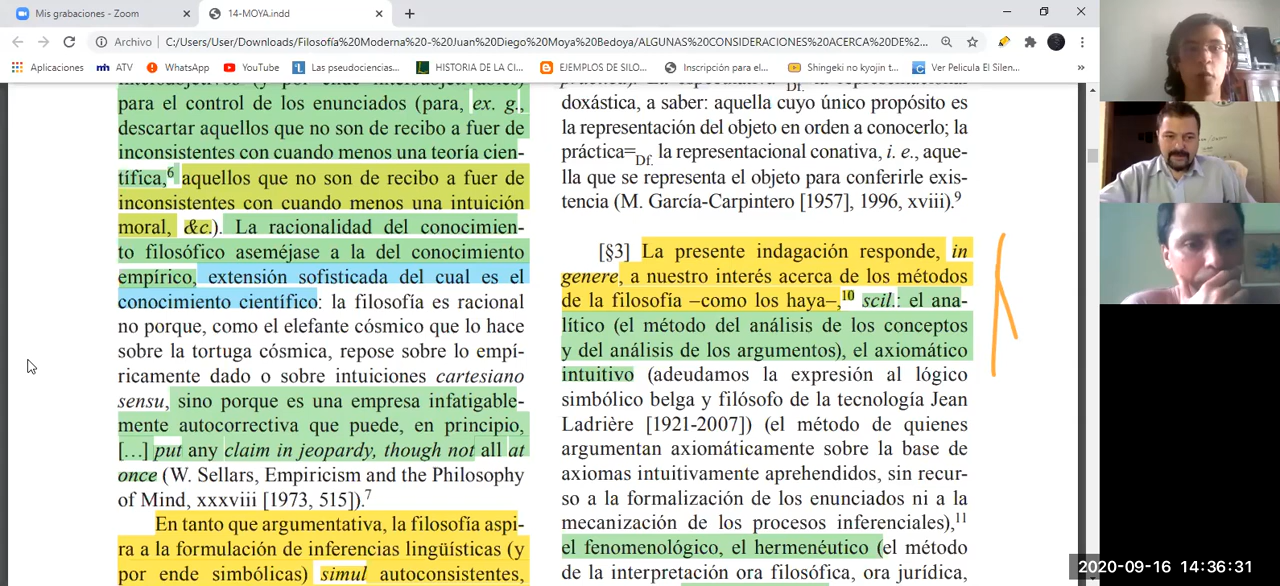 Mis grabaciones - Zoom
14-MOYA.indd
Archivo | C:/Users/User/Downloads/Filosofía%20Moderna%20-%20Juan%20Diego%20Moya%20Bedoya/ALGUNAS%20CONSIDERACIONES%20ACERCA%20DE%2...
Aplicaciones
mh ATV
WhatsApp
YouTube
Las pseudociencias...
HISTORIA DE LA CI...
EJEMPLOS DE SILO...
Inscripción para el...
Shingeki no kyojin t...
Ver Pelicula El Silen...
»
para el control de los enunciados (para, ex. g.,
descartar aquellos que no son de recibo a fuer de
inconsistentes con cuando menos una teoría cien-
tífica,6 aquellos que no son de recibo a fuer de
inconsistentes con cuando menos una intuición
moral, &c.). La racionalidad del conocimien-
to filosófico aseméjase a la del conocimiento
empírico, extensión sofisticada del cual es el
conocimiento científico: la filosofía es racional
no porque, como el elefante cósmico que lo hace
sobre la tortuga cósmica, repose sobre lo empí-
ricamente dado o sobre intuiciones cartesiano
sensu, sino porque es una empresa infatigable-
mente autocorrectiva que puede, en principio,
[…] put any claim in jeopardy, though not all at
once (W. Sellars, Empiricism and the Philosophy
of Mind, xxxviii [1973, 515]).7
En tanto que argumentativa, la filosofía aspi-
ra a la formulación de inferencias lingüísticas (y
por ende simbólicas) simul autoconsistentes,
Df.
doxástica, a saber: aquella cuyo único propósito es
la representación del objeto en orden a conocerlo; la
práctica=Df. la representacional conativa, i. e., aque-
lla que se representa el objeto para conferirle exis-
tencia (M. García-Carpintero [1957], 1996, xviii).9
[§3] La presente indagación responde, in
genere, a nuestro interés acerca de los métodos
de la filosofía –como los haya–,10 scil.: el ana-
lítico (el método del análisis de los conceptos
y del análisis de los argumentos), el axiomático
intuitivo (adeudamos la expresión al lógico
simbólico belga y filósofo de la tecnología Jean
Ladrière [1921-2007]) (el método de quienes
argumentan axiomáticamente sobre la base de
axiomas intuitivamente aprehendidos, sin recur-
so a la formalización de los enunciados ni a la
mecanización de los procesos inferenciales),11
el fenomenológico, el hermenéutico (el método
de la interpretación ora filosófica, ora jurídica,
2020-09-16 14:36:31